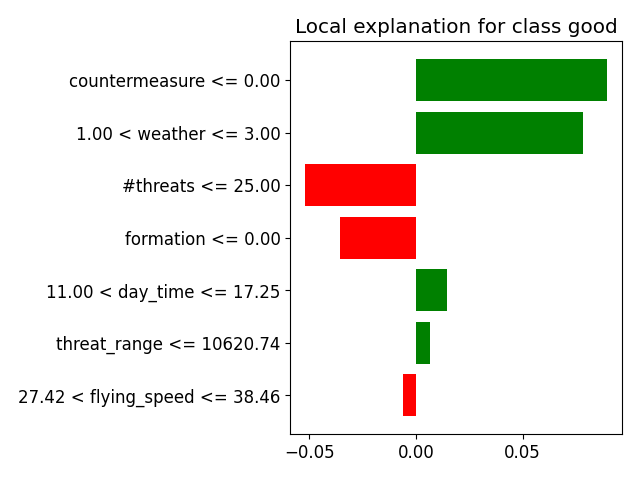 Local explanation for class good
countermeasure <= 0.00
1.00 < weather <= 3.00
#threats <= 25.00
formation <= 0.00
11.00 < day_time <= 17.25
threat_range <= 10620.74
27.42 < flying_speed <= 38.46
−0.05 0.00 0.05